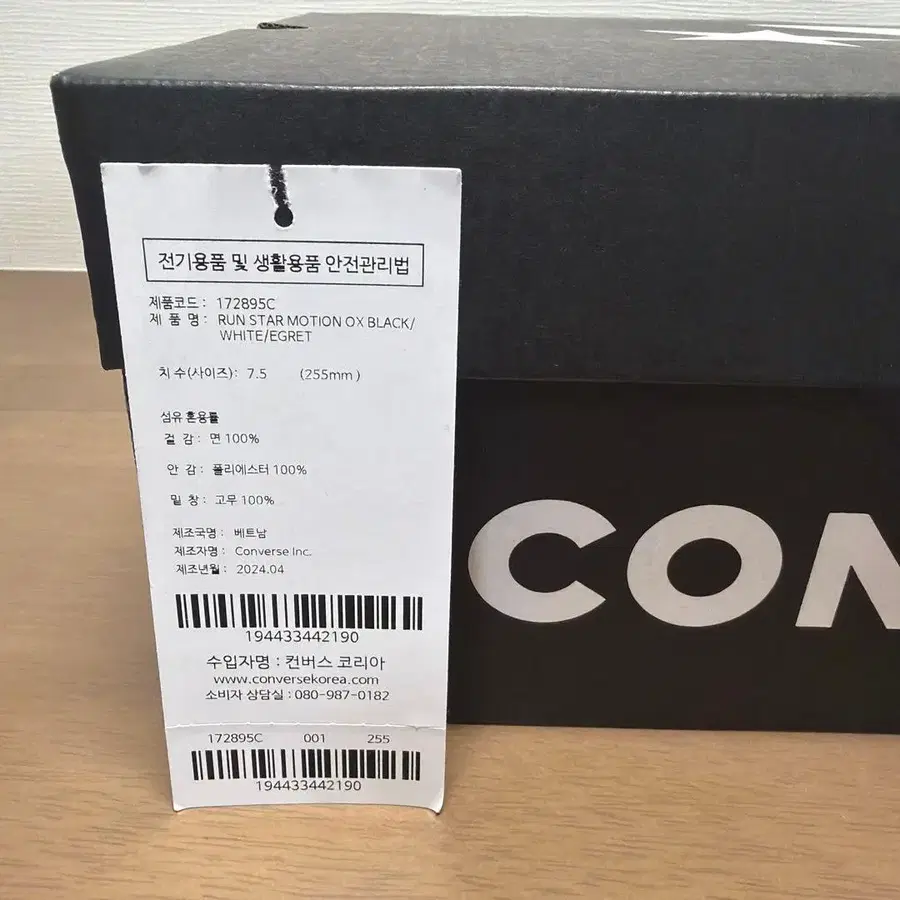 전기용품 및 생활용품 안전관리법
제품코드 : 172895C
제 품 명 : RUN STAR MOTION OX BLACK/
WHITE/EGRET
치 수(사이즈) : 7.5 (255mm )
섬유 혼용률
겉 감 : 면 100%
안 감 : 폴리에스터 100%
밑 창 : 고무 100%
제조국명 : 베트남
제조자명 : Converse Inc.
제조년월 : 2024.04
194433442190
수입자명 : 컨버스 코리아
www.conversekorea.com
소비자 상담실 : 080-987-0182
172895C 001 255
194433442190
CON